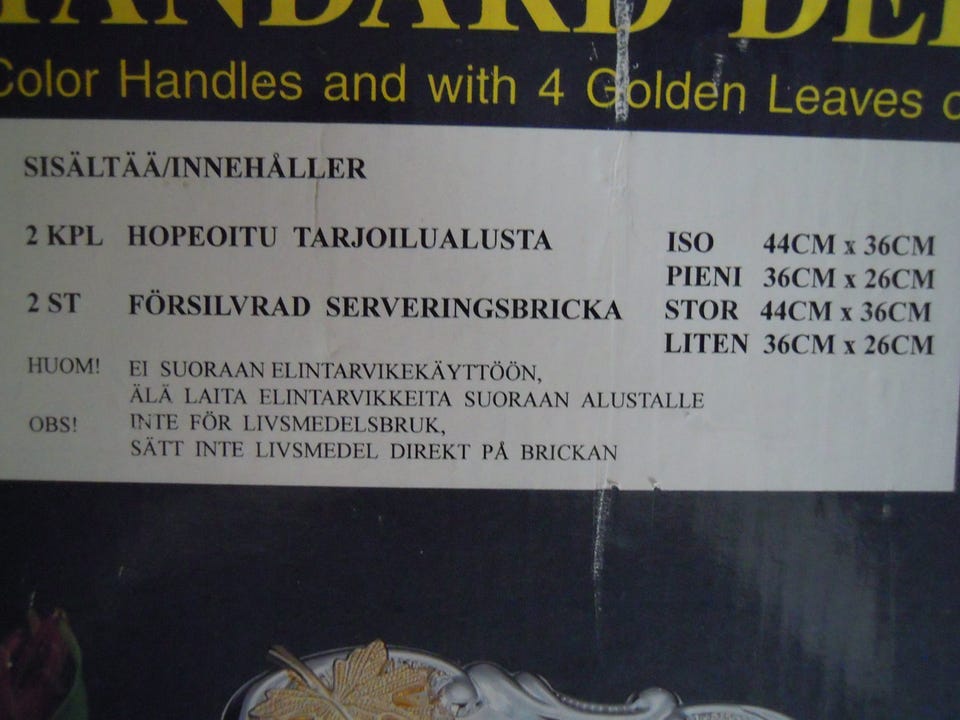 Color Handles and with 4 Golden Leaves
SISÄLTÄÄ/INNEHÅLLER
2 KPL HOPEOITU TARJOILUALUSTA ISO 44CM x 36CM
PIENI 36CM x 26CM
2 ST FÖRSILVRAD SERVERINGSBRICKA STOR 44CM x 36CM
LITEN 36CM x 26CM
HUOM! EI SUORAAN ELINTARVIKEKÄYTTÖÖN,
ÄLÄ LAITA ELINTARVIKKEITA SUORAAN ALUSTALLE
OBS! INTE FÖR LIVSMEDELSBRUK,
SÄTT INTE LIVSMEDEL DIREKT PÅ BRICKAN